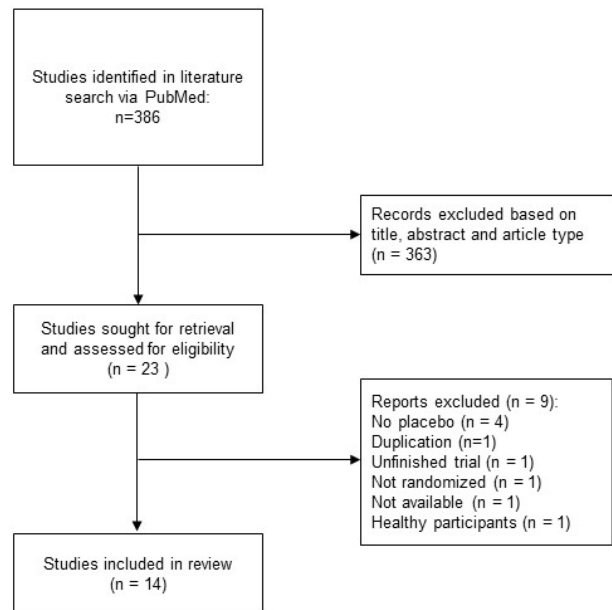 Studies identified in literature
search via PubMed:
n=386
Records excluded based on
title, abstract and article type
(n = 363)
Studies sought for retrieval
and assessed for eligibility
(n = 23 )
Reports excluded (n = 9):
No placebo (n = 4)
Duplication (n=1)
Unfinished trial (n = 1)
Not randomized (n = 1)
Not available (n = 1)
Healthy participants (n = 1)
Studies included in review
(n = 14)